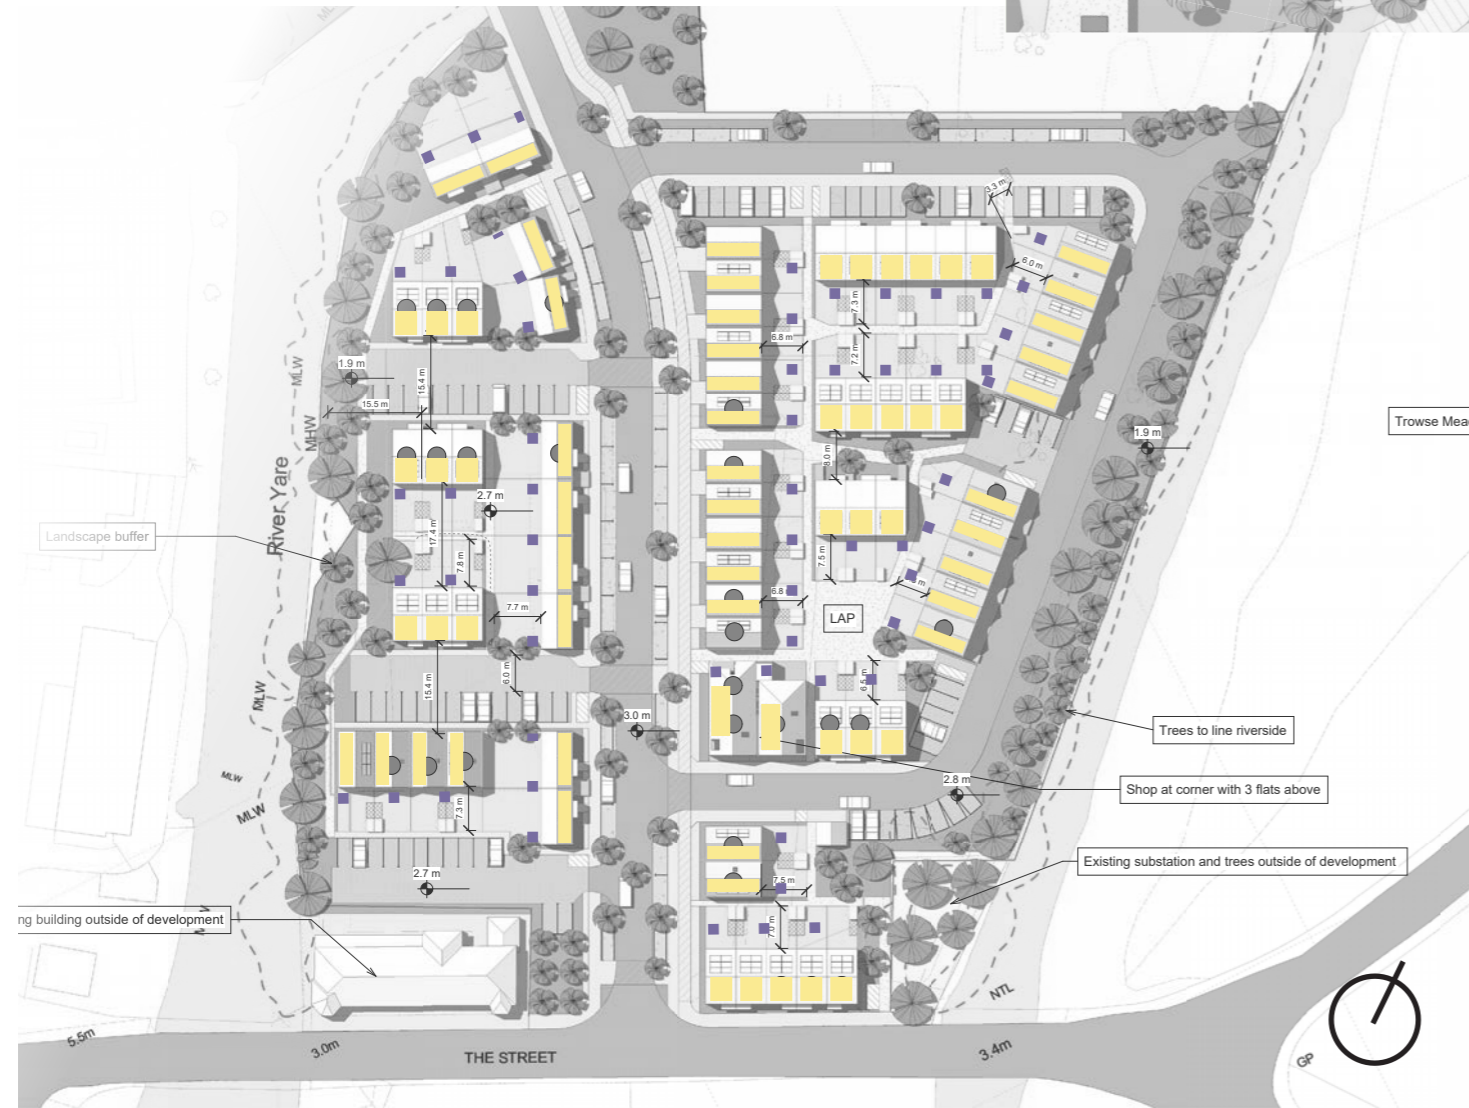 MLW
3.3 m
6.0 m
7.3 m
6.8 m
7.2 m
1.9 m
15.4 m
15.5 m
MLW
MHW
Trowse Mea
1.9 m
8.0 m
River Yare
2.7 m
17.4 m
Landscape buffer
7.8 m
7.5 m
6.8
m
7.7 m
LAP
6.0 m
6.5
15.4 m
MLW
3.0 m
Trees to line riverside
MLW
2.8 m
Shop at corner with 3 flats above
MLW
7.3 m
Existing substation and trees outside of development
2.7 m
7.5 m
ng building outside of development
7.0 m
NTL
5.5m
3.0m
THE STREET
3.4m
GP